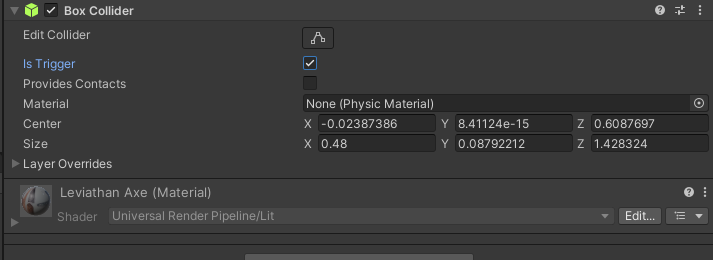 Box Collider
Edit Collider
Is Trigger
Provides Contacts
Material None (Physic Material)
Center X -0.02387386 Y 8.41124e-15 Z 0.6087697
Size X 0.48 Y 0.08792212 Z 1.428324
Layer Overrides
Leviathan Axe (Material)
Shader Universal Render Pipeline/Lit Edit...